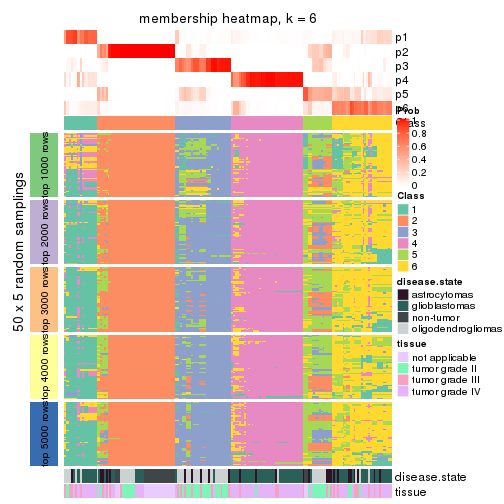 membership heatmap, k = 6
p1
p2
p3
p4
p5
p6
50 x 5 random samplings
top 1000 rows
top 2000 rows
top 3000 rows
top 4000 rows
top 5000 rows
Prob
1
0.8
0.6
0.4
0.2
0
Class
Class
1
2
3
4
5
6
disease.state
astrocytomas
glioblastomas
non-tumor
oligodendrogliomas
tissue
not applicable
tumor grade II
tumor grade III
tumor grade IV
disease.state
tissue